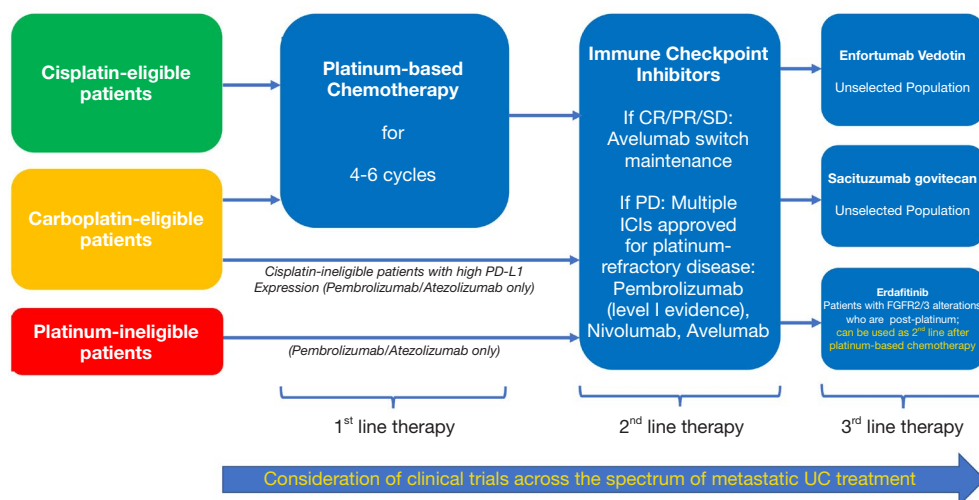 Cisplatin-eligible
patients
Carboplatin-eligible
patients
Platinum-ineligible
patients
Platinum-based
Chemotherapy
for
4-6 cycles
Cisplatin-ineligible patients with high PD-L1
Expression (Pembrolizumab/Atezolizumab only)
(Pembrolizumab/Atezolizumab only)
Immune Checkpoint
Inhibitors
If CR/PR/SD:
Avelumab switch
maintenance
If PD: Multiple
ICIs approved
for platinum-
refractory disease:
Pembrolizumab
(level I evidence),
Nivolumab, Avelumab
Enfortumab Vedotin
Unselected Population
Sacituzumab govitecan
Unselected Population
Erdafitinib
Patients with FGFR2/3 alterations
who are post-platinum;
can be used as 2nd line after
platinum-based chemotherapy
1st line therapy
2nd line therapy
3rd line therapy
Consideration of clinical trials across the spectrum of metastatic UC treatment